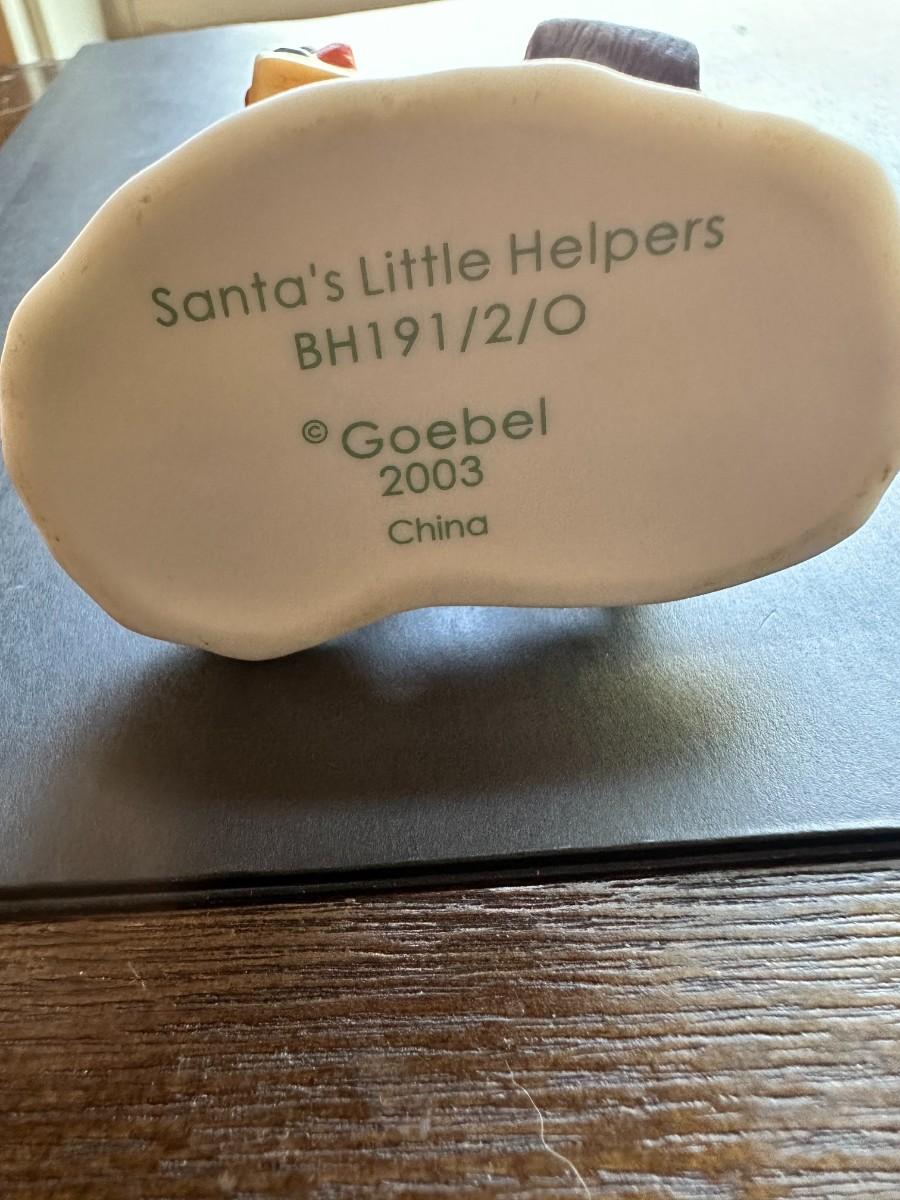 Santa's Little Helpers
BH191/2/O
© Goebel
2003
China